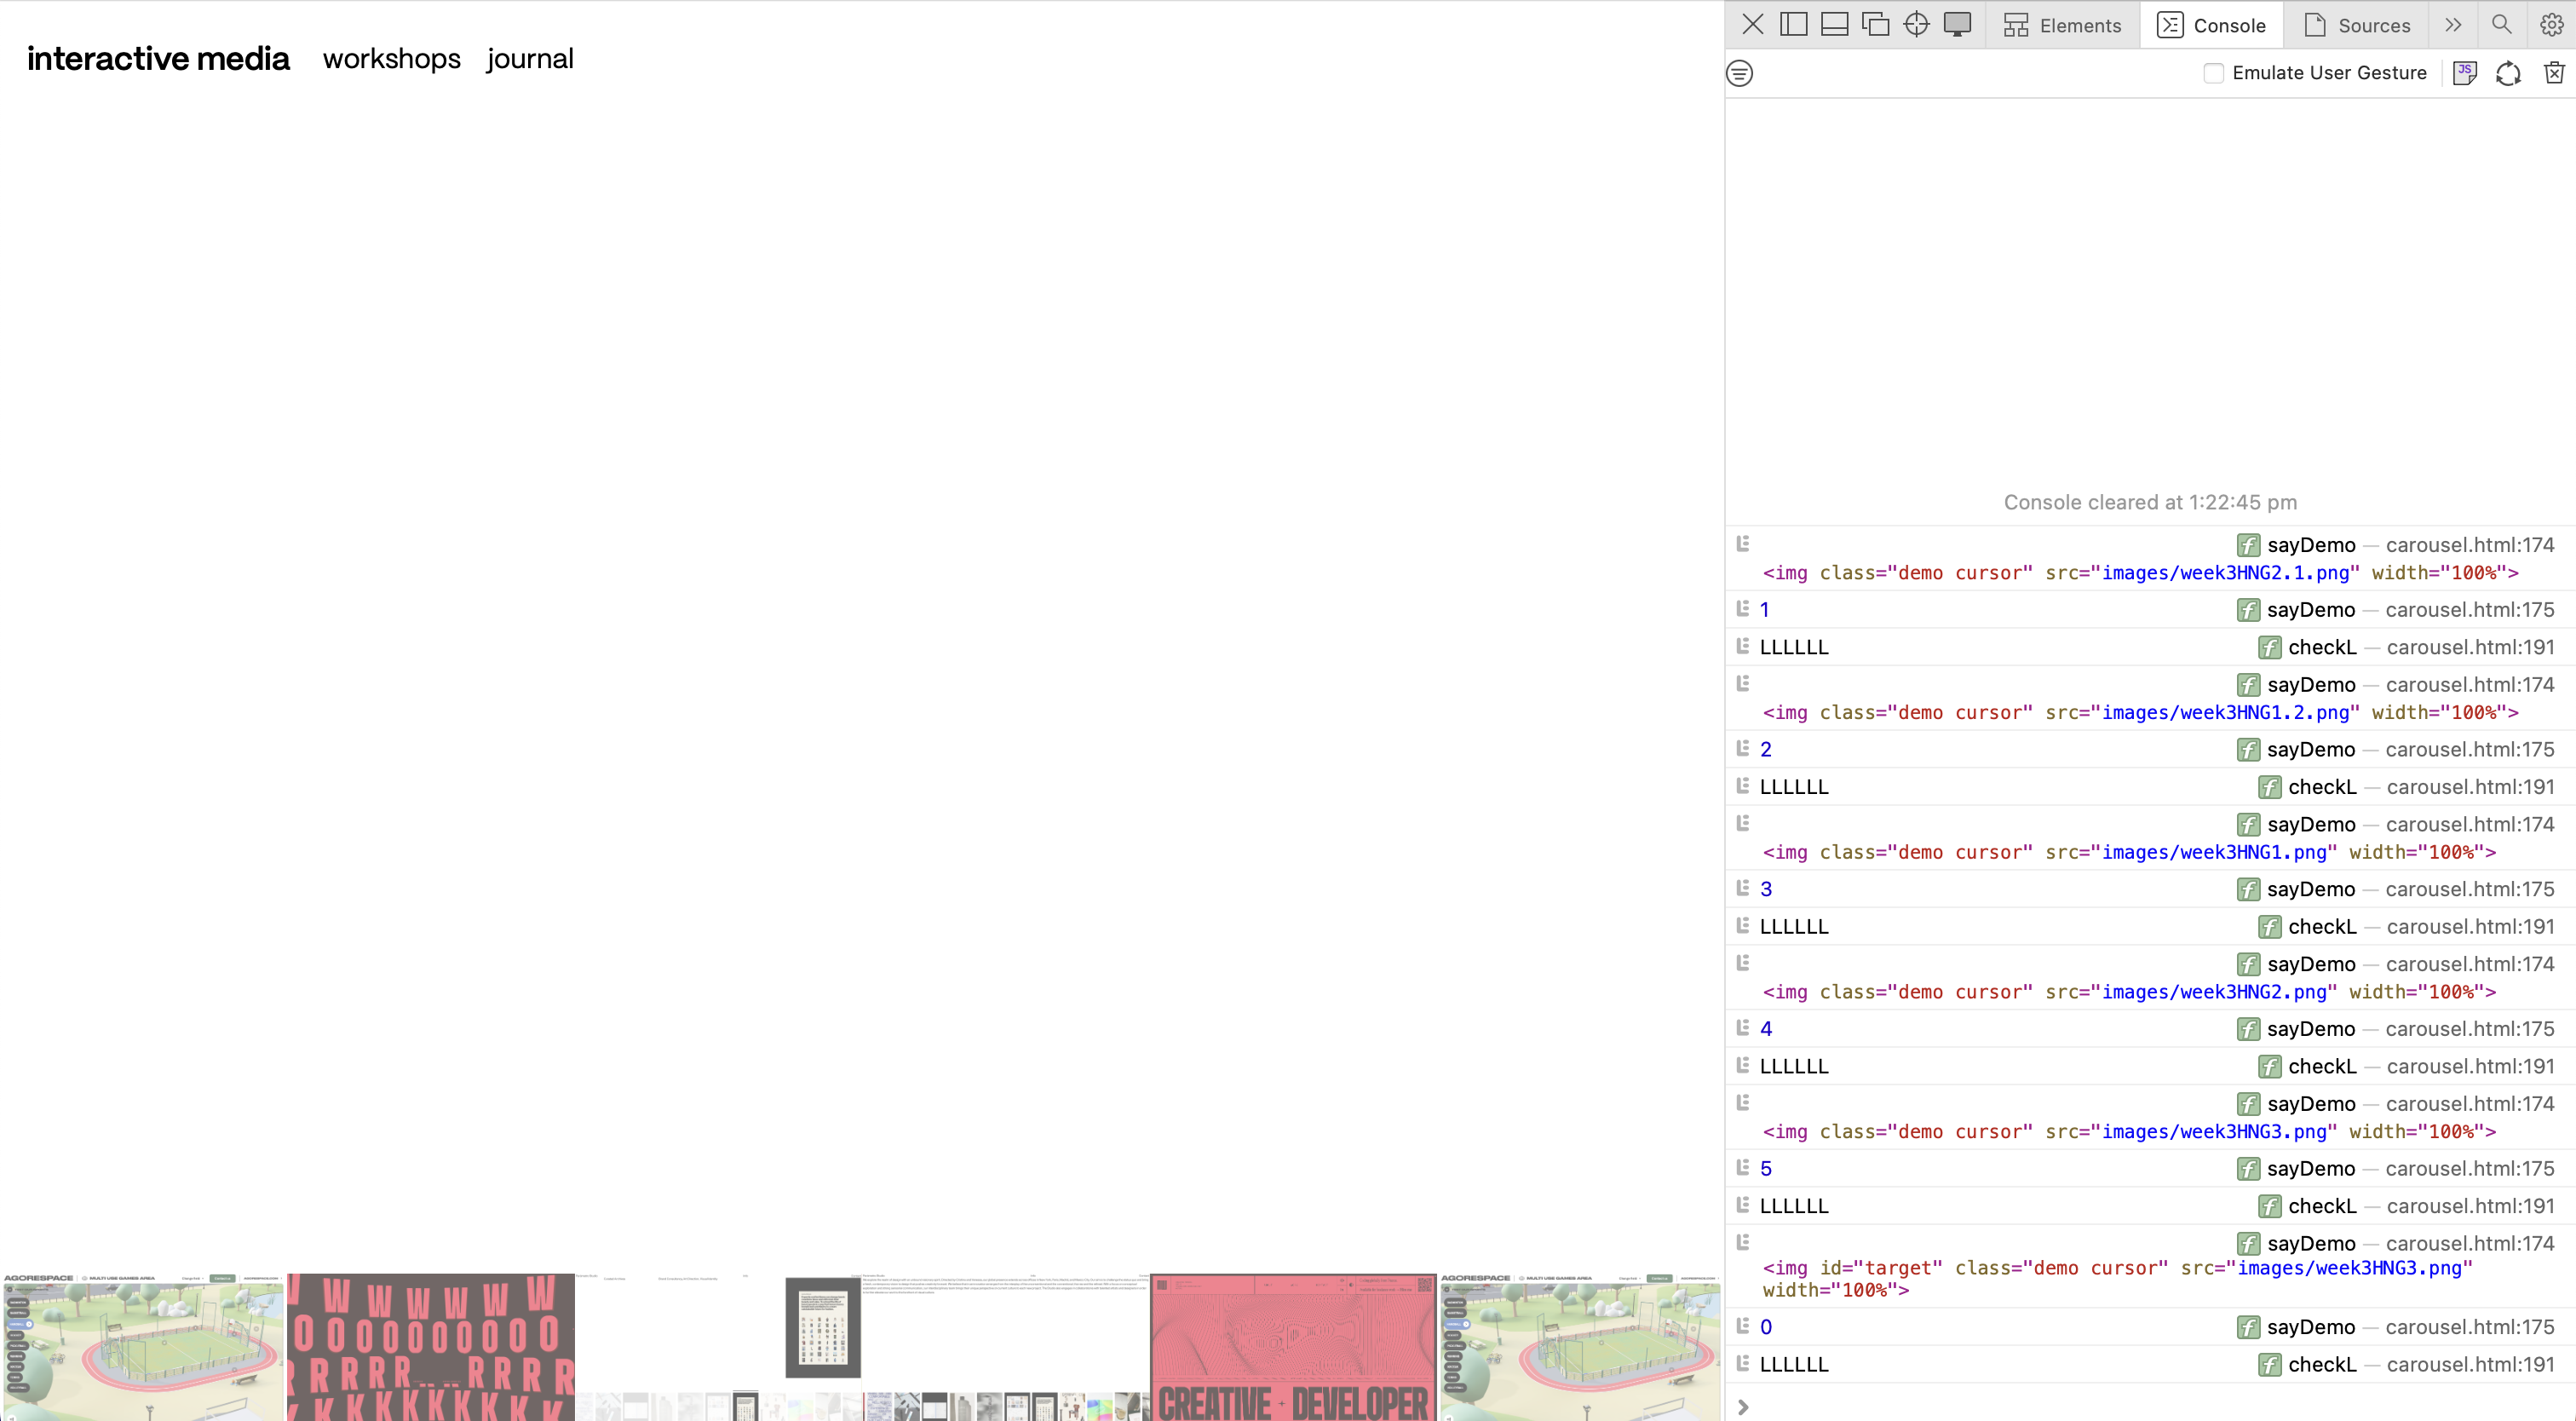 interactive media workshops journal
Elements Console Sources
Emulate User Gesture JS
Console cleared at 1:22:45 pm
f sayDemo — carousel.html:174
<img class="demo cursor" src="images/week3HNG2.1.png" width="100%">
1 f sayDemo — carousel.html:175
LLLLLL f checkL — carousel.html:191
f sayDemo — carousel.html:174
<img class="demo cursor" src="images/week3HNG1.2.png" width="100%">
2 f sayDemo — carousel.html:175
LLLLLL f checkL — carousel.html:191
f sayDemo — carousel.html:174
<img class="demo cursor" src="images/week3HNG1.png" width="100%">
3 f sayDemo — carousel.html:175
LLLLLL f checkL — carousel.html:191
f sayDemo — carousel.html:174
<img class="demo cursor" src="images/week3HNG2.png" width="100%">
4 f sayDemo — carousel.html:175
LLLLLL f checkL — carousel.html:191
f sayDemo — carousel.html:174
<img class="demo cursor" src="images/week3HNG3.png" width="100%">
5 f sayDemo — carousel.html:175
LLLLLL f checkL — carousel.html:191
f sayDemo — carousel.html:174
<img id="target" class="demo cursor" src="images/week3HNG3.png"
width="100%">
0 f sayDemo — carousel.html:175
LLLLLL f checkL — carousel.html:191
AGORESPACE MULTI USE GAMES AREA
W W W W W W
O O O O O O O O O
R R R R _ . . _ R R R R
K K K K K K K K K
CREATIVE + DEVELOPER
AGORESPACE MULTI USE GAMES AREA